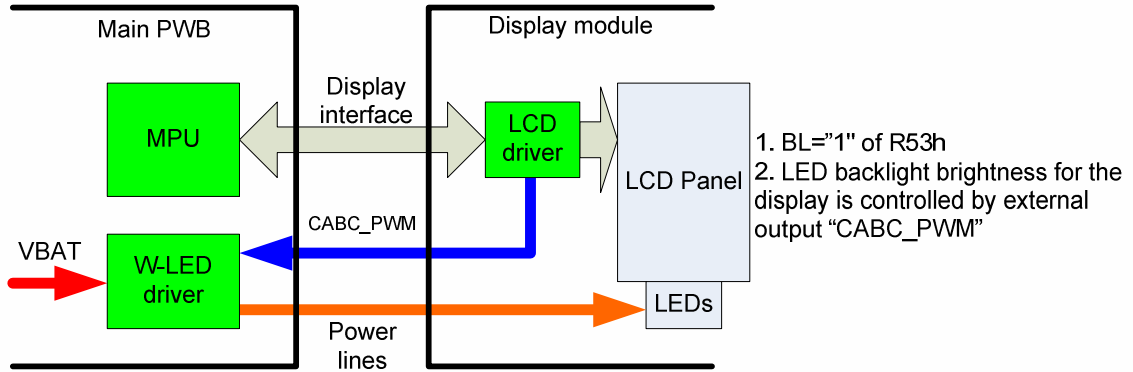 Main PWB
Display module
Display
interface
MPU
LCD
driver
LCD Panel
1. BL=”1" of R53h
2. LED backlight brightness for the
display is controlled by external
output “CABC_PWM”
CABC_PWM
VBAT
W-LED
driver
LEDs
Power
lines